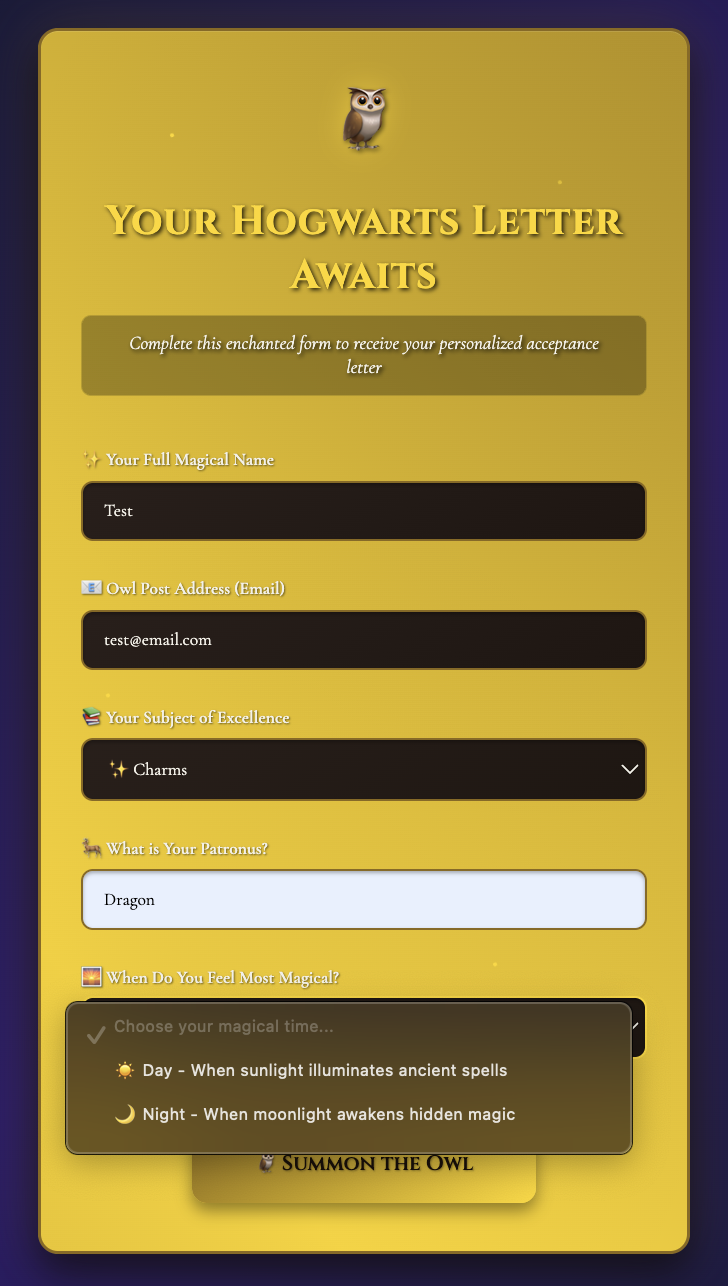 Your Hogwarts Letter
Awaits
Complete this enchanted form to receive your personalized acceptance
letter
✨ Your Full Magical Name
Test
📧 Owl Post Address (Email)
test@email.com
📚 Your Subject of Excellence
✨ Charms
🦌 What is Your Patronus?
Dragon
🌅 When Do You Feel Most Magical?
Choose your magical time...
☀️ Day - When sunlight illuminates ancient spells
🌙 Night - When moonlight awakens hidden magic
🦉 Summon the Owl